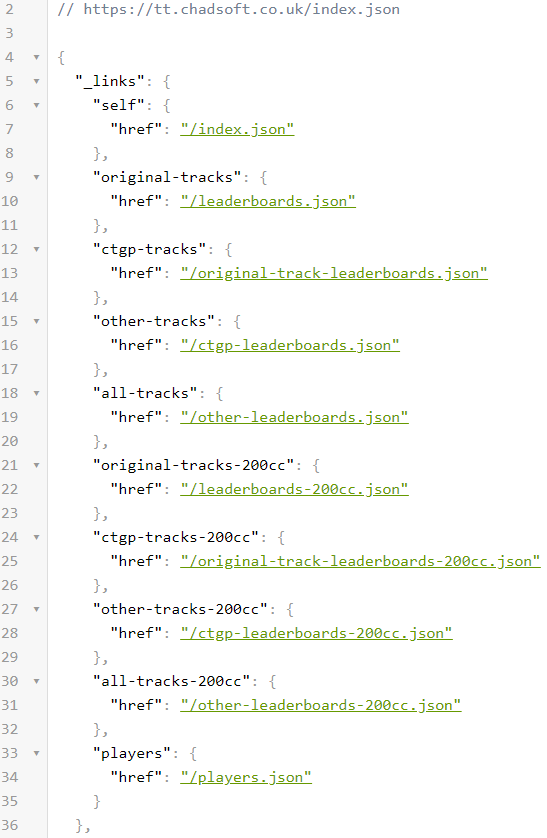 2 // https://tt.chadsoft.co.uk/index.json
3
4 {
5 "_links": {
6 "self": {
7 "href": "/index.json"
8 },
9 "original-tracks": {
10 "href": "/leaderboards.json"
11 },
12 "ctgp-tracks": {
13 "href": "/original-track-leaderboards.json"
14 },
15 "other-tracks": {
16 "href": "/ctgp-leaderboards.json"
17 },
18 "all-tracks": {
19 "href": "/other-leaderboards.json"
20 },
21 "original-tracks-200cc": {
22 "href": "/leaderboards-200cc.json"
23 },
24 "ctgp-tracks-200cc": {
25 "href": "/original-track-leaderboards-200cc.json"
26 },
27 "other-tracks-200cc": {
28 "href": "/ctgp-leaderboards-200cc.json"
29 },
30 "all-tracks-200cc": {
31 "href": "/other-leaderboards-200cc.json"
32 },
33 "players": {
34 "href": "/players.json"
35 }
36 },